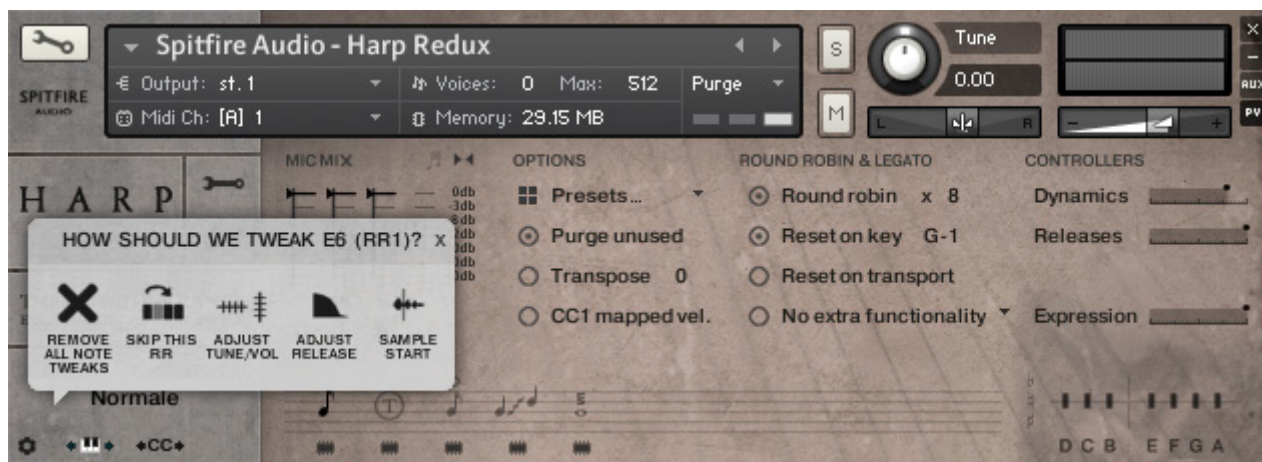 Spitfire Audio - Harp Redux
SPITFIRE
AUDIO
Output: st. 1
Voices: 0 Max: 512
Purge
Midi Ch: [A] 1
Memory: 29.15 MB
S
M
Tune
0.00
L
R
-
+
X
-
AUX
PV
HARP
MIC MIX
0db
-3db
OPTIONS
Presets...
Purge unused
Transpose 0
CC1 mapped vel.
ROUND ROBIN & LEGATO
Round robin x 8
Reset on key G-1
Reset on transport
No extra functionality
CONTROLLERS
Dynamics
Releases
Expression
HOW SHOULD WE TWEAK E6 (RR1)? x
REMOVE
ALL NOTE
TWEAKS
SKIP THIS
RR
ADJUST
TUNE/VOL
ADJUST
RELEASE
SAMPLE
START
Normale
CC
T
D C B E F G A